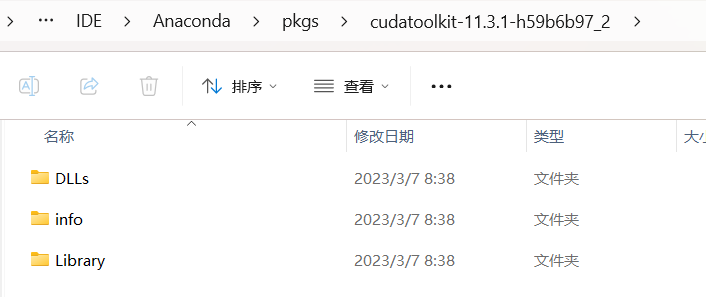 IDE > Anaconda > pkgs > cudatoolkit-11.3.1-h59b6b97_2 >
排序 查看
名称 修改日期 类型 大小
DLLs 2023/3/7 8:38 文件夹
info 2023/3/7 8:38 文件夹
Library 2023/3/7 8:38 文件夹